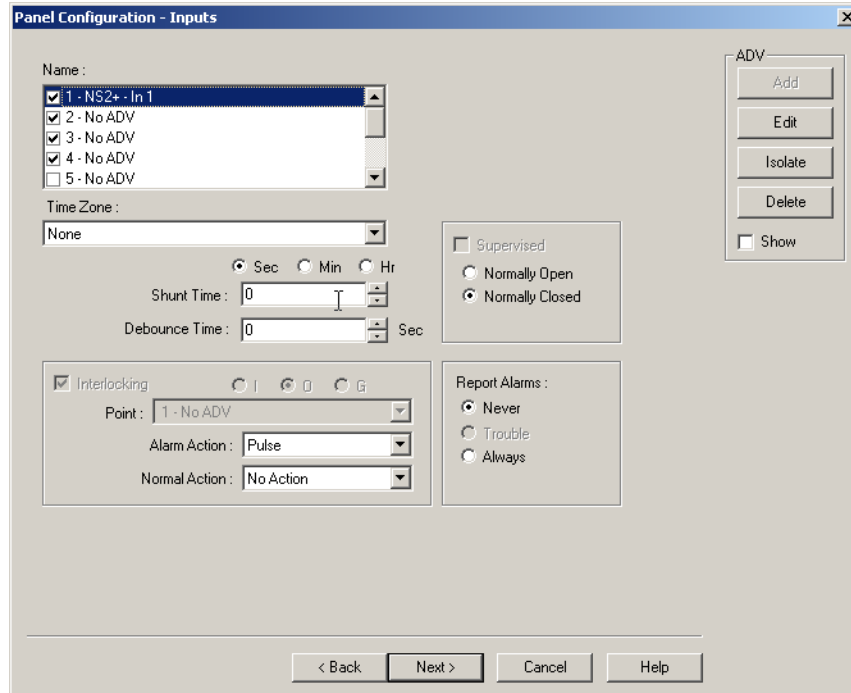 Panel Configuration - Inputs
Name :
1 - NS2+ - In 1
2 - No ADV
3 - No ADV
4 - No ADV
5 - No ADV
Time Zone :
None
Sec Min Hr
Shunt Time : 0
Debounce Time : 0 Sec
Supervised
Normally Open
Normally Closed
Interlocking I O G
Point : 1 - No ADV
Alarm Action : Pulse
Normal Action : No Action
Report Alarms :
Never
Trouble
Always
ADV
Add
Edit
Isolate
Delete
Show
< Back Next > Cancel Help